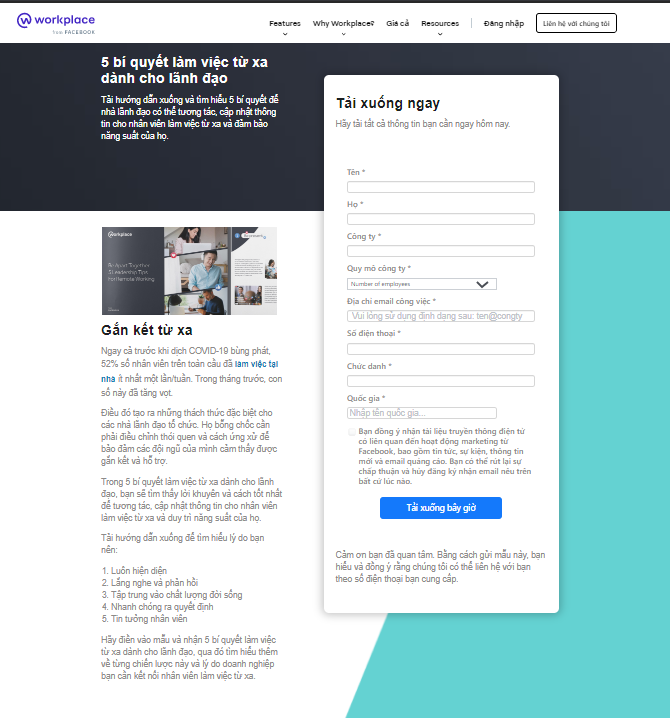 workplace
from FACEBOOK
Features
Why Workplace?
Giá cả
Resources
Đăng nhập
Liên hệ với chúng tôi
5 bí quyết làm việc từ xa
dành cho lãnh đạo
Tải hướng dẫn xuống và tìm hiểu 5 bí quyết để
nhà lãnh đạo có thể tương tác, cập nhật thông
tin cho nhân viên làm việc từ xa và đảm bảo
năng suất của họ.
workplace
Be Apart Together:
5 Leadership Tips
For Remote Working
Gắn kết từ xa
Ngay cả trước khi dịch COVID-19 bùng phát,
52% số nhân viên trên toàn cầu đã làm việc tại
nhà ít nhất một lần/tuần. Trong tháng trước, con
số này đã tăng vọt.
Điều đó tạo ra những thách thức đặc biệt cho
các nhà lãnh đạo tổ chức. Họ bỗng chốc cần
phải điều chỉnh thói quen và cách ứng xử để
bảo đảm các đội ngũ của mình cảm thấy được
gắn kết và hỗ trợ.
Trong 5 bí quyết làm việc từ xa dành cho lãnh
đạo, bạn sẽ tìm thấy lời khuyên và cách tốt nhất
để tương tác, cập nhật thông tin cho nhân viên
làm việc từ xa và duy trì năng suất của họ.
Tải hướng dẫn xuống để tìm hiểu lý do bạn
nên:
1. Luôn hiện diện
2. Lắng nghe và phản hồi
3. Tập trung vào chất lượng đời sống
4. Nhanh chóng ra quyết định
5. Tin tưởng nhân viên
Hãy điền vào mẫu và nhận 5 bí quyết làm việc
từ xa dành cho lãnh đạo, qua đó tìm hiểu thêm
về từng chiến lược này và lý do doanh nghiệp
bạn cần kết nối nhân viên làm việc từ xa.
Tải xuống ngay
Hãy tải tất cả thông tin bạn cần ngay hôm nay.
Tên *
Họ *
Công ty *
Quy mô công ty *
Number of employees
Địa chỉ email công việc *
Vui lòng sử dụng định dạng sau: ten@congty
Số điện thoại *
Chức danh *
Quốc gia *
Nhập tên quốc gia...
Bạn đồng ý nhận tài liệu truyền thông điện tử
có liên quan đến hoạt động marketing từ
Facebook, bao gồm tin tức, sự kiện, thông tin
mới và email quảng cáo. Bạn có thể rút lại sự
chấp thuận và hủy đăng ký nhận email nêu trên
bất cứ lúc nào.
Tải xuống bây giờ
Cảm ơn bạn đã quan tâm. Bằng cách gửi mẫu này, bạn
hiểu và đồng ý rằng chúng tôi có thể liên hệ với bạn
theo số điện thoại bạn cung cấp.